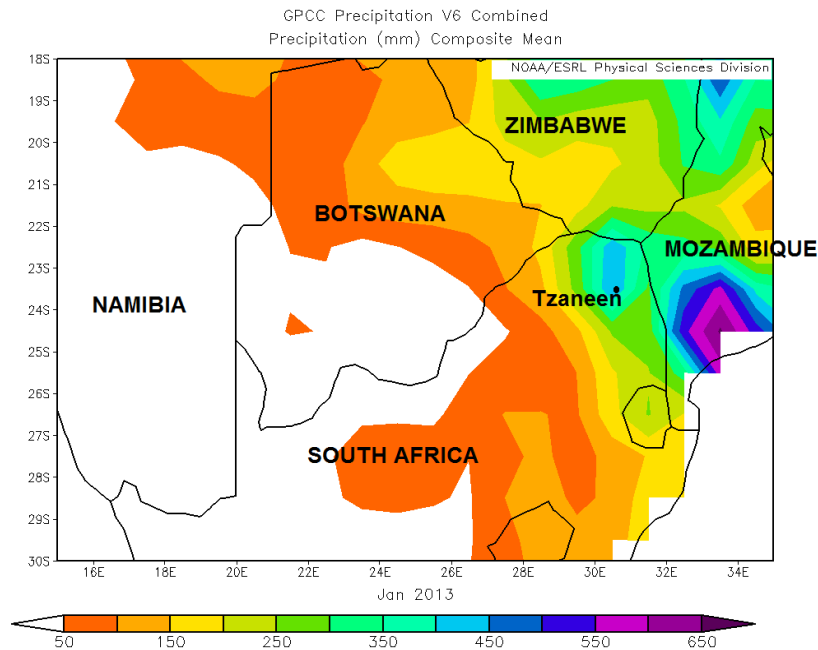 GPCC Precipitation V6 Combined
Precipitation (mm) Composite Mean
NOAA/ESRL Physical Sciences Division
18S
19S
20S
21S
22S
23S
24S
25S
26S
27S
28S
29S
30S
ZIMBABWE
BOTSWANA
MOZAMBIQUE
NAMIBIA
Tzaneen
SOUTH AFRICA
16E 18E 20E 22E 24E 26E 28E 30E 32E 34E
Jan 2013
50 150 250 350 450 550 650